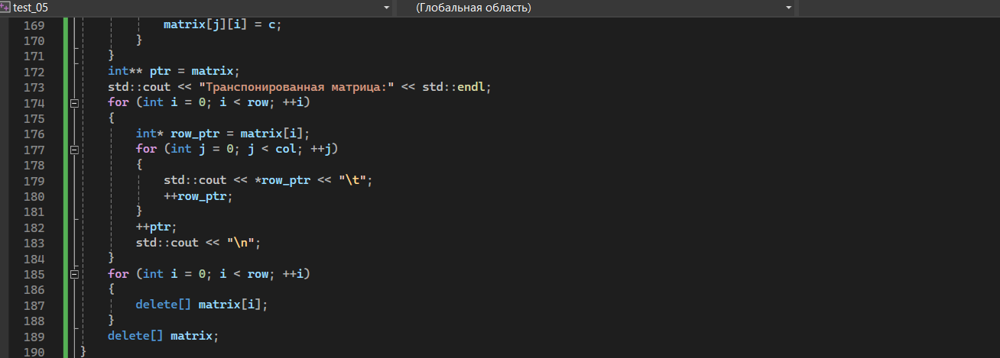 test_05 (Глобальная область)
169 matrix[j][i] = c;
170 }
171 }
172 int** ptr = matrix;
173 std::cout << "Транспонированная матрица:" << std::endl;
174 for (int i = 0; i < row; ++i)
175 {
176 int* row_ptr = matrix[i];
177 for (int j = 0; j < col; ++j)
178 {
179 std::cout << *row_ptr << "\t";
180 ++row_ptr;
181 }
182 ++ptr;
183 std::cout << "\n";
184 }
185 for (int i = 0; i < row; ++i)
186 {
187 delete[] matrix[i];
188 }
189 delete[] matrix;
190 }